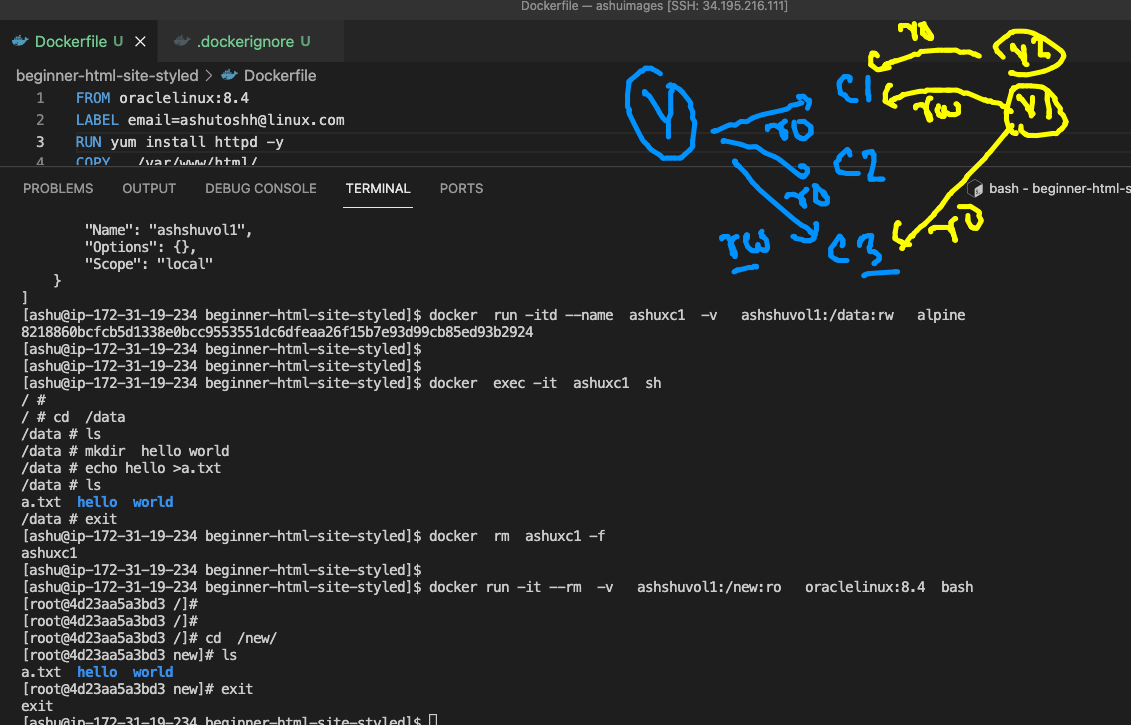 Dockerfile — ashuimages [SSH: 34.195.216.111]
Dockerfile U
.dockerignore U
beginner-html-site-styled > Dockerfile
1 FROM oraclelinux:8.4
2 LABEL email=ashutoshh@linux.com
3 RUN yum install httpd -y
4 COPY . /var/www/html/
V
ro
ro
rw
C1
C2
C3
ro
V2
rw
V1
ro
PROBLEMS OUTPUT DEBUG CONSOLE TERMINAL PORTS
bash - beginner-html-s
"Name": "ashshuvol1",
"Options": {},
"Scope": "local"
}
]
[ashu@ip-172-31-19-234 beginner-html-site-styled]$ docker  run -itd --name  ashuxc1  -v   ashshuvol1:/data:rw   alpine
8218860bcfcb5d1338e0bcc9553551dc6dfeaa26f15b7e93d99cb85ed93b2924
[ashu@ip-172-31-19-234 beginner-html-site-styled]$
[ashu@ip-172-31-19-234 beginner-html-site-styled]$
[ashu@ip-172-31-19-234 beginner-html-site-styled]$ docker  exec -it  ashuxc1  sh
/ #
/ # cd  /data
/data # ls
/data # mkdir  hello world
/data # echo hello >a.txt
/data # ls
a.txt  hello  world
/data # exit
[ashu@ip-172-31-19-234 beginner-html-site-styled]$ docker  rm  ashuxc1 -f
ashuxc1
[ashu@ip-172-31-19-234 beginner-html-site-styled]$
[ashu@ip-172-31-19-234 beginner-html-site-styled]$ docker run -it --rm  -v   ashshuvol1:/new:ro   oraclelinux:8.4  bash
[root@4d23aa5a3bd3 /]#
[root@4d23aa5a3bd3 /]#
[root@4d23aa5a3bd3 /]# cd  /new/
[root@4d23aa5a3bd3 new]# ls
a.txt  hello  world
[root@4d23aa5a3bd3 new]# exit
exit
[ashu@ip-172-31-19-234 beginner-html-site-styled]$